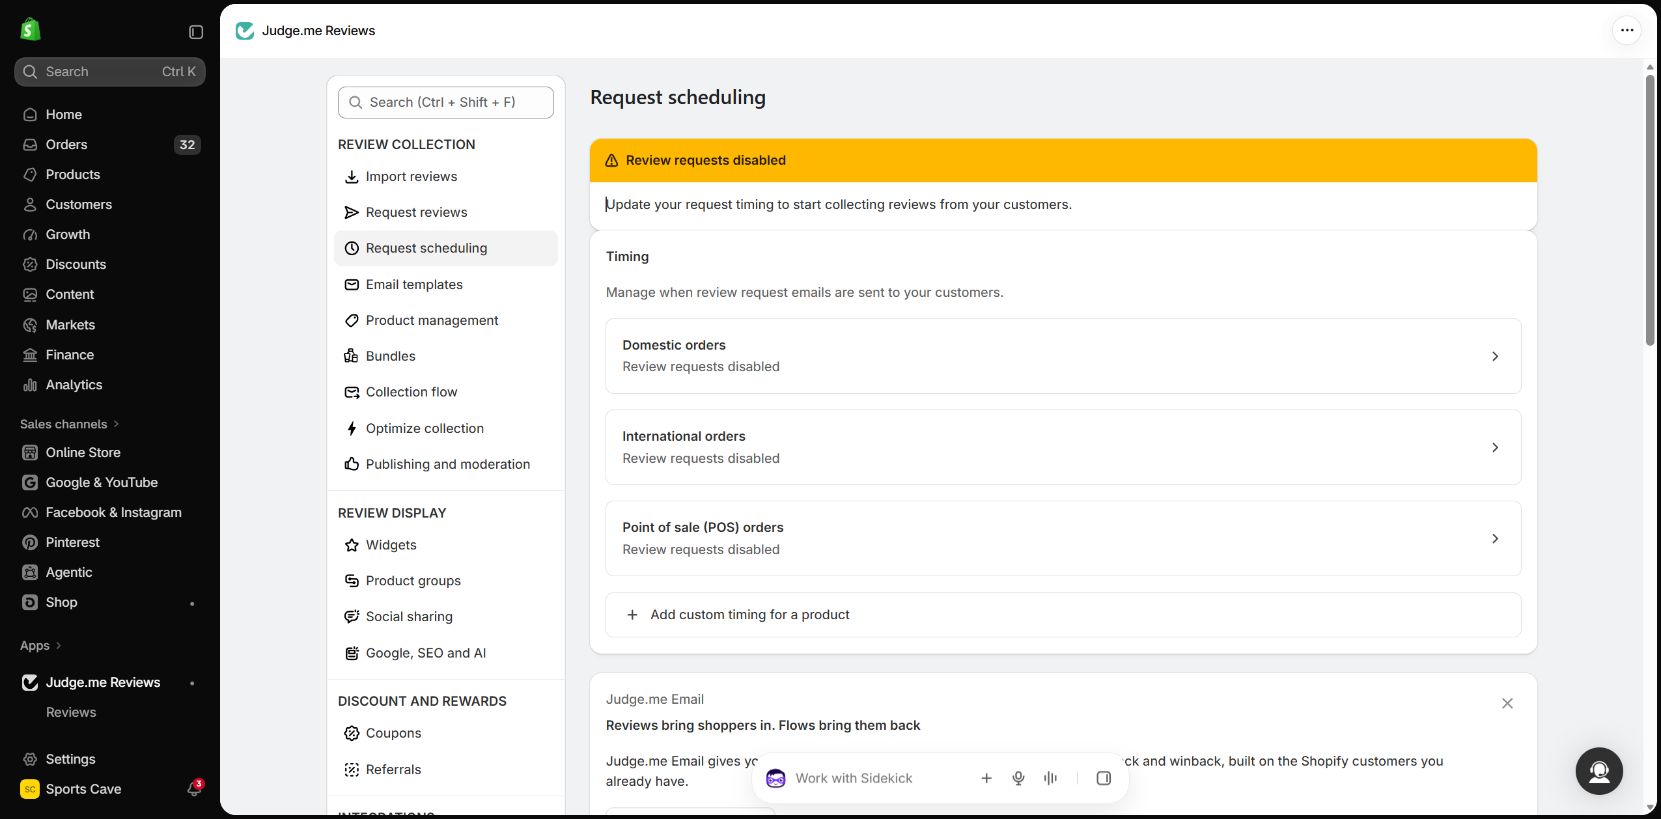 Search Ctrl K
Home
Orders 32
Products
Customers
Growth
Discounts
Content
Markets
Finance
Analytics
Sales channels
Online Store
Google & YouTube
Facebook & Instagram
Pinterest
Agentic
Shop
Apps
Judge.me Reviews
Reviews
Settings
SC Sports Cave 3
Judge.me Reviews
Search (Ctrl + Shift + F)
REVIEW COLLECTION
Import reviews
Request reviews
Request scheduling
Email templates
Product management
Bundles
Collection flow
Optimize collection
Publishing and moderation
REVIEW DISPLAY
Widgets
Product groups
Social sharing
Google, SEO and AI
DISCOUNT AND REWARDS
Coupons
Referrals
INTEGRATIONS
Request scheduling
Review requests disabled
Update your request timing to start collecting reviews from your customers.
Timing
Manage when review request emails are sent to your customers.
Domestic orders
Review requests disabled
International orders
Review requests disabled
Point of sale (POS) orders
Review requests disabled
Add custom timing for a product
Judge.me Email
Reviews bring shoppers in. Flows bring them back
Judge.me Email gives and winback, built on the Shopify customers you
already have.
Work with Sidekick